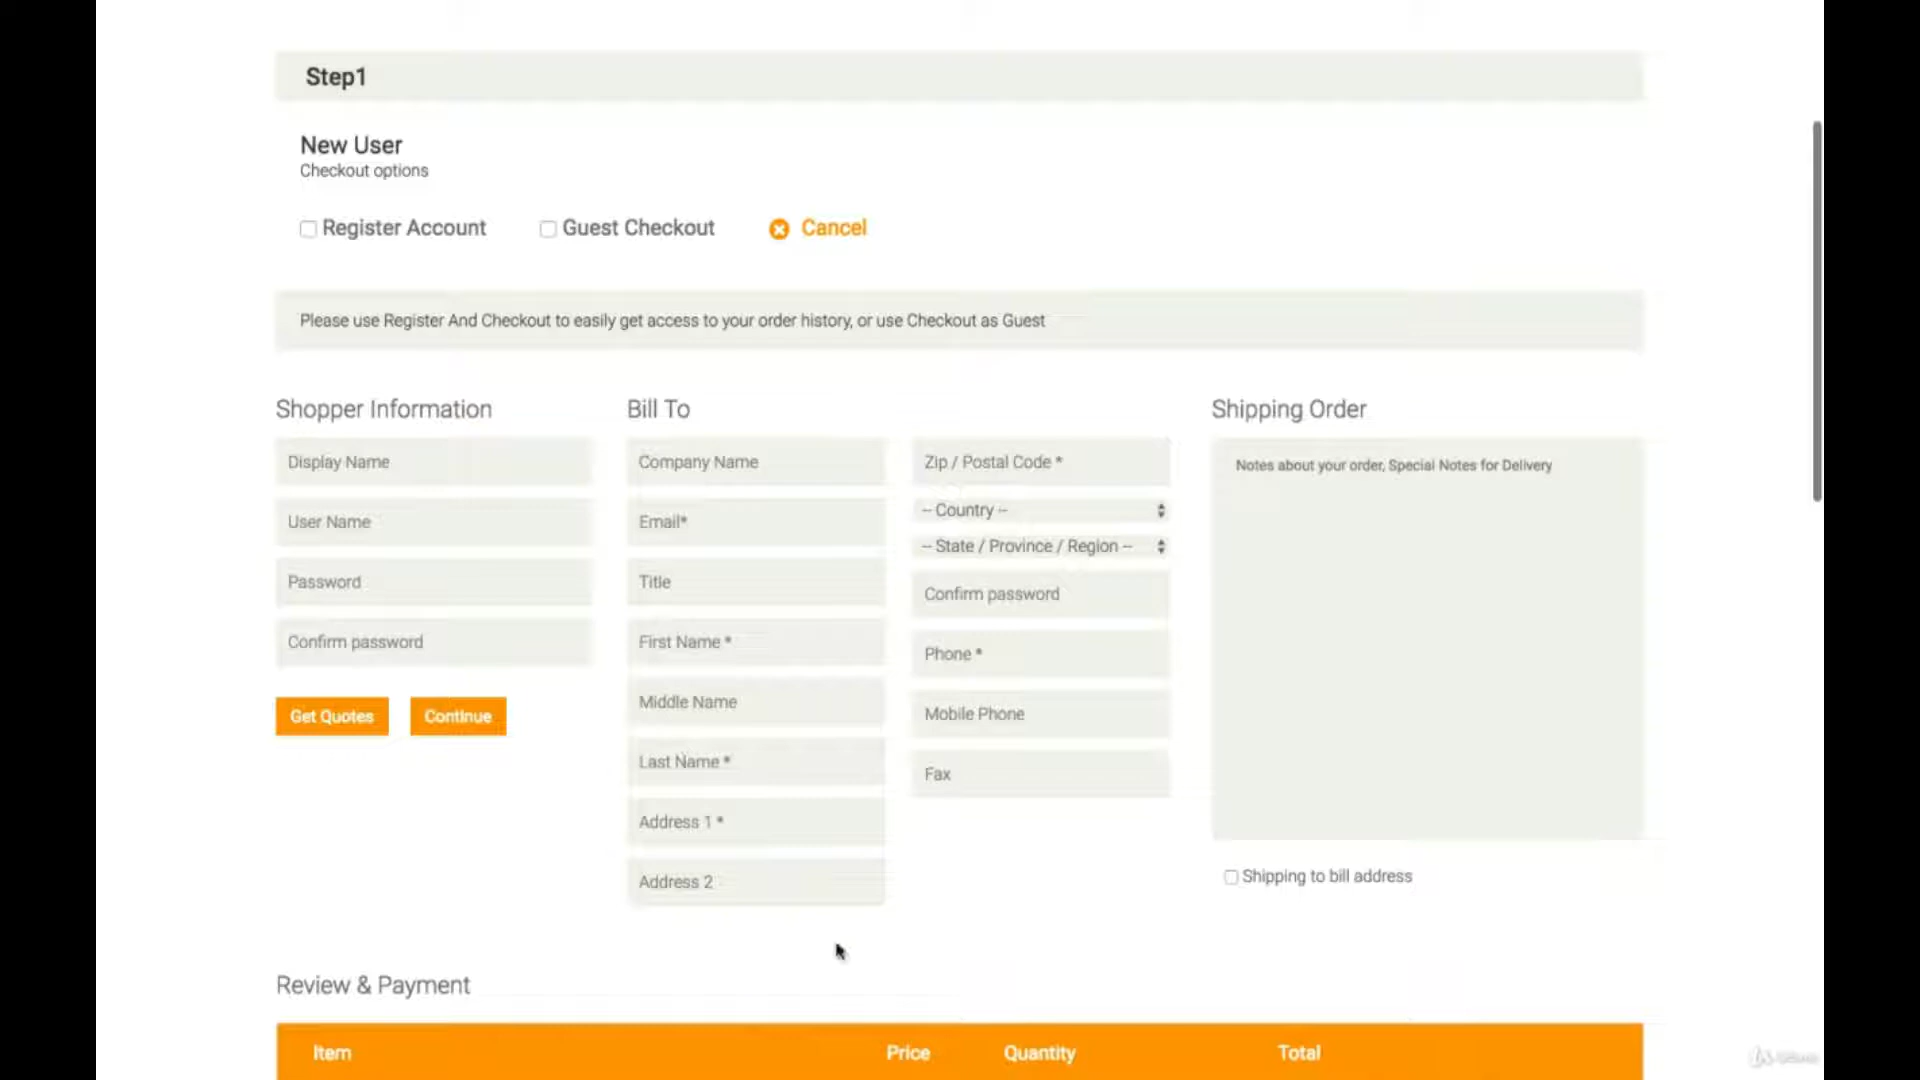 Step1
New User
Checkout options
Register Account
Guest Checkout
Cancel
Please use Register And Checkout to easily get access to your order history, or use Checkout as Guest
Shopper Information
Display Name
User Name
Password
Confirm password
Get Quotes
Continue
Bill To
Company Name
Email*
Title
First Name *
Middle Name
Last Name *
Address 1 *
Address 2
Zip / Postal Code *
-- Country --
-- State / Province / Region --
Confirm password
Phone *
Mobile Phone
Fax
Shipping Order
Notes about your order, Special Notes for Delivery
Shipping to bill address
Review & Payment
Item
Price
Quantity
Total